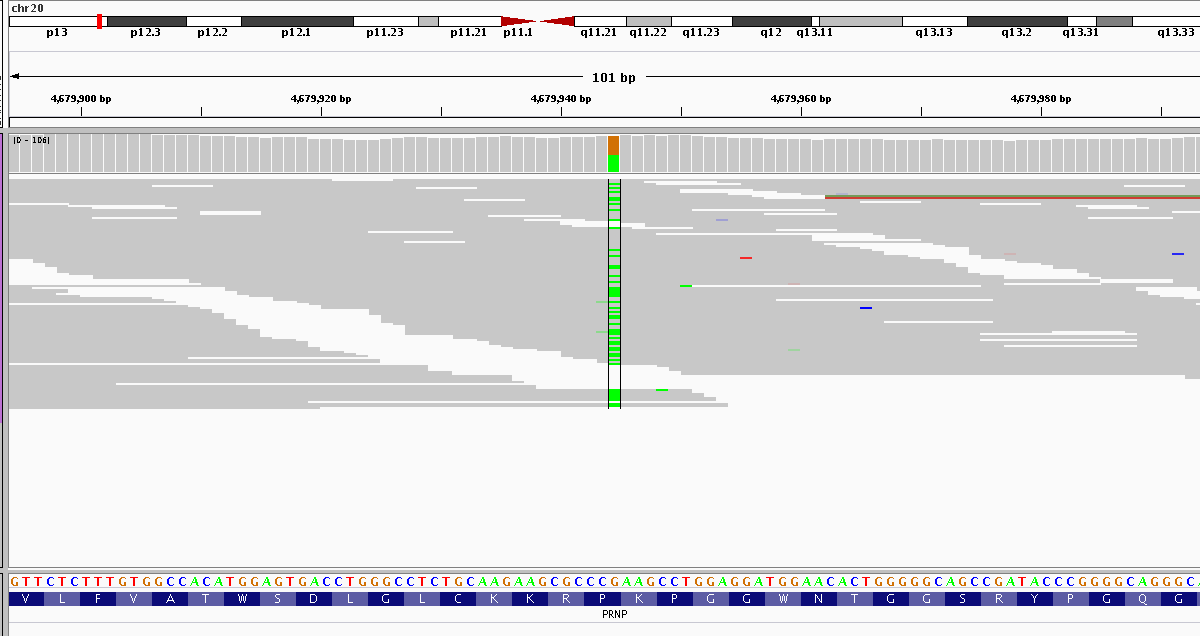 chr20
p13 p12.3 p12.2 p12.1 p11.23 p11.21 p11.1 q11.21 q11.22 q11.23 q12 q13.11 q13.13 q13.2 q13.31 q13.33
101 bp
4,679,900 bp 4,679,920 bp 4,679,940 bp 4,679,960 bp 4,679,980 bp
[0 - 106]
GTTCTCTTTGTGGCCACATGGAGTGACCTGGGCCTCTGCAAGAAGCGCCCGAAGCCTGGAGGATGGAACACTGGGGGCAGCCGATACCCGGGGCAGGGC
V L F V A T W S D L G L C K K R P K P G G W N T G G S R Y P G Q G
PRNP